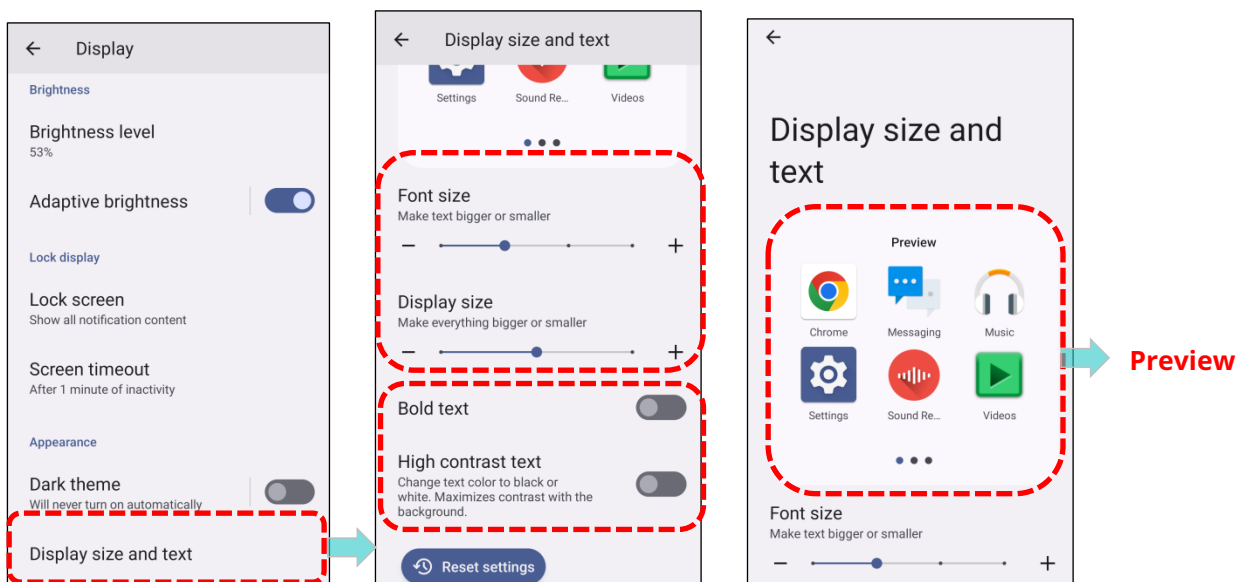 Display
Brightness
Brightness level
53%
Adaptive brightness
Lock display
Lock screen
Show all notification content
Screen timeout
After 1 minute of inactivity
Appearance
Dark theme
Will never turn on automatically
Display size and text
Display size and text
Settings Sound Re... Videos
Font size
Make text bigger or smaller
Display size
Make everything bigger or smaller
Bold text
High contrast text
Change text color to black or
white. Maximizes contrast with the
background.
Reset settings
Display size and
text
Preview
Chrome Messaging Music
Settings Sound Re... Videos
Font size
Make text bigger or smaller
Preview